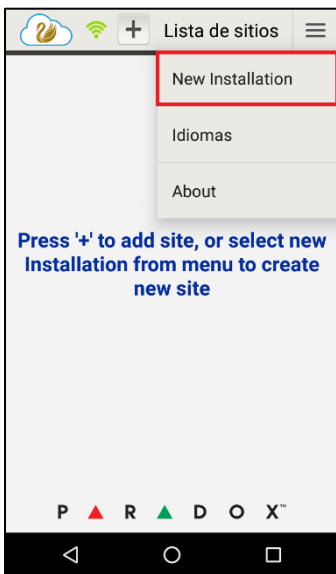 Lista de sitios
New Installation
Idiomas
About
Press '+' to add site, or select new
Installation from menu to create
new site
PARADOX™